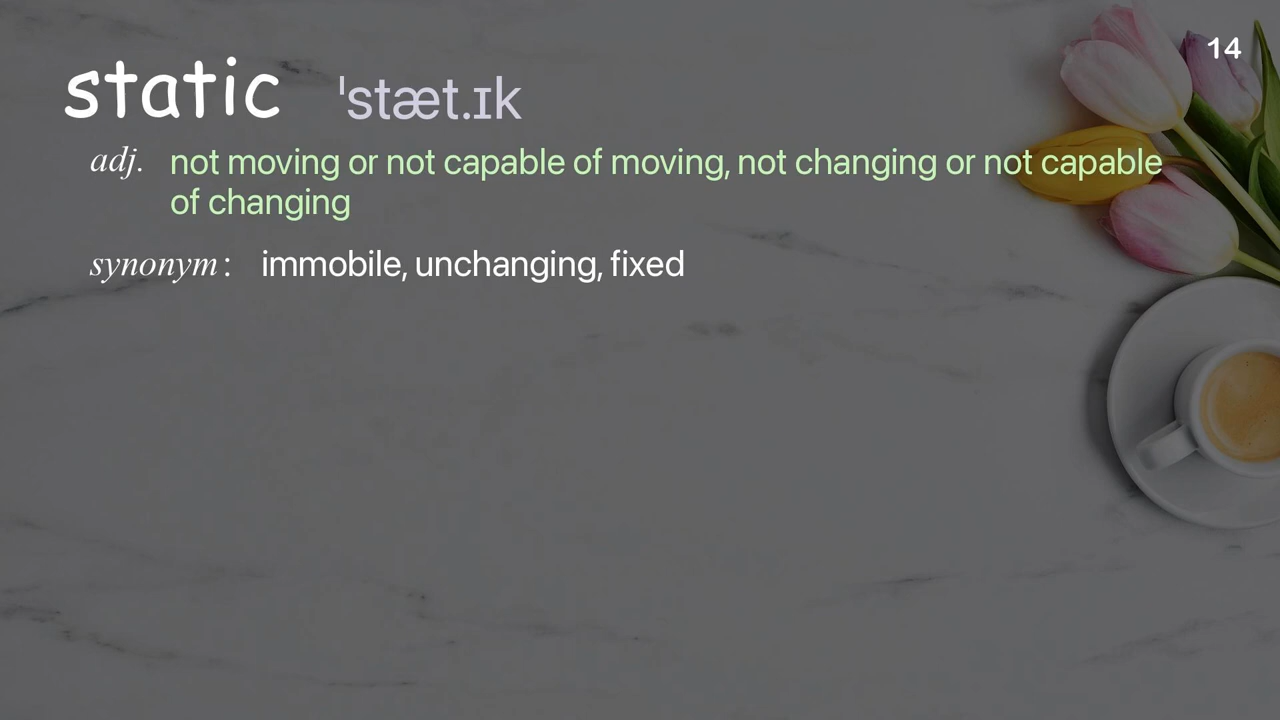 14
static ˈstæt.ɪk
adj. not moving or not capable of moving, not changing or not capable
of changing
synonym : immobile, unchanging, fixed